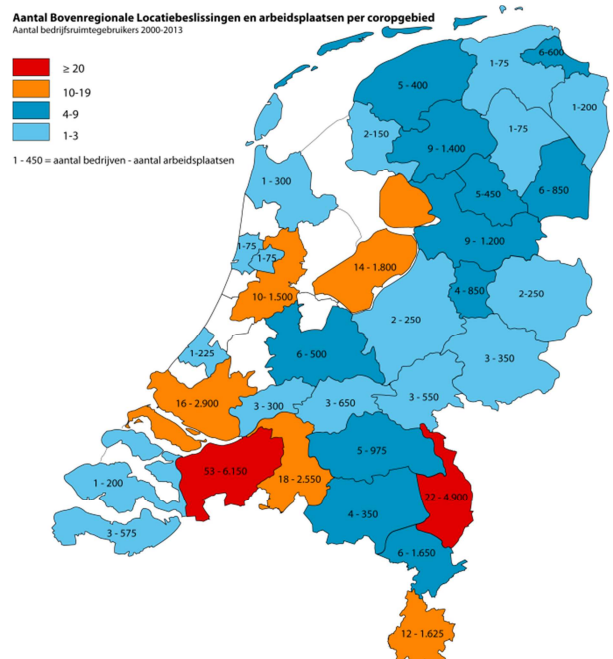 Aantal Bovenregionale Locatiebeslissingen en arbeidsplaatsen per coropgebied
Aantal bedrijfsruimtegebruikers 2000-2013
≥ 20
10-19
4-9
1-3
1 - 450 = aantal bedrijven - aantal arbeidsplaatsen
6-600
1-75
5 - 400
1-200
2-150
1-75
9 - 1.400
1 - 300
5-450
6 - 850
9 - 1.200
1-75
1-75
14 - 1.800
4 - 850
2-250
10- 1.500
2 - 250
1-225
6 - 500
3 - 350
3 - 550
16 - 2.900
3 - 300
3 - 650
5 - 975
53 - 6.150
18 - 2.550
1 - 200
22 - 4.900
4 - 350
3 - 575
6 - 1.650
12 - 1.625